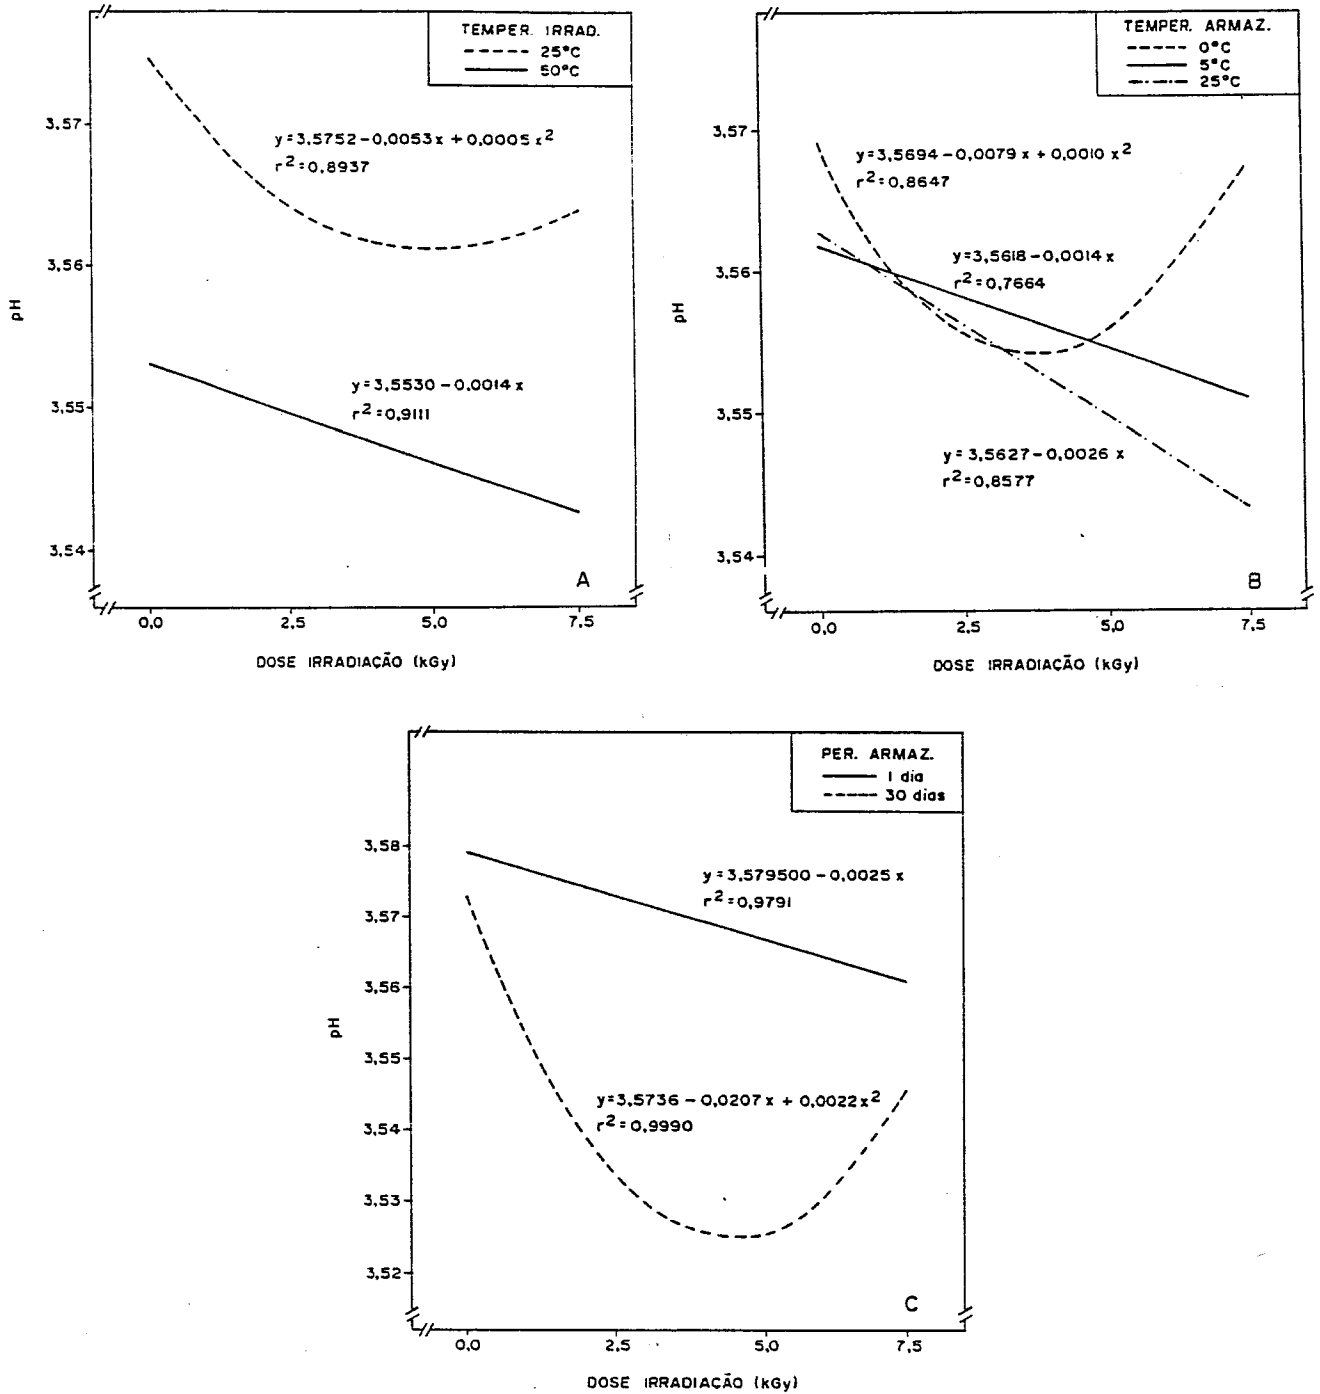 TEMPER. IRRAD.
25°C
50°C
3,57
3,56
3,55
3,54
pH
y=3,5752-0,0053x+0,0005x²
r²=0,8937
y=3,5530-0,0014x
r²=0,9111
A
0,0 2,5 5,0 7,5
DOSE IRRADIAÇÃO (kGy)
TEMPER. ARMAZ.
0°C
5°C
25°C
3,57
3,56
3,55
3,54
pH
y=3,5694-0,0079x+0,0010x²
r²=0,8647
y=3,5618-0,0014x
r²=0,7664
y=3,5627-0,0026x
r²=0,8577
B
0,0 2,5 5,0 7,5
DOSE IRRADIAÇÃO (kGy)
PER. ARMAZ.
1 dia
30 dias
3,58
3,57
3,56
3,55
3,54
3,53
3,52
pH
y=3,579500-0,0025x
r²=0,9791
y=3,5736-0,0207x+0,0022x²
r²=0,9990
C
0,0 2,5 5,0 7,5
DOSE IRRADIAÇÃO (kGy)